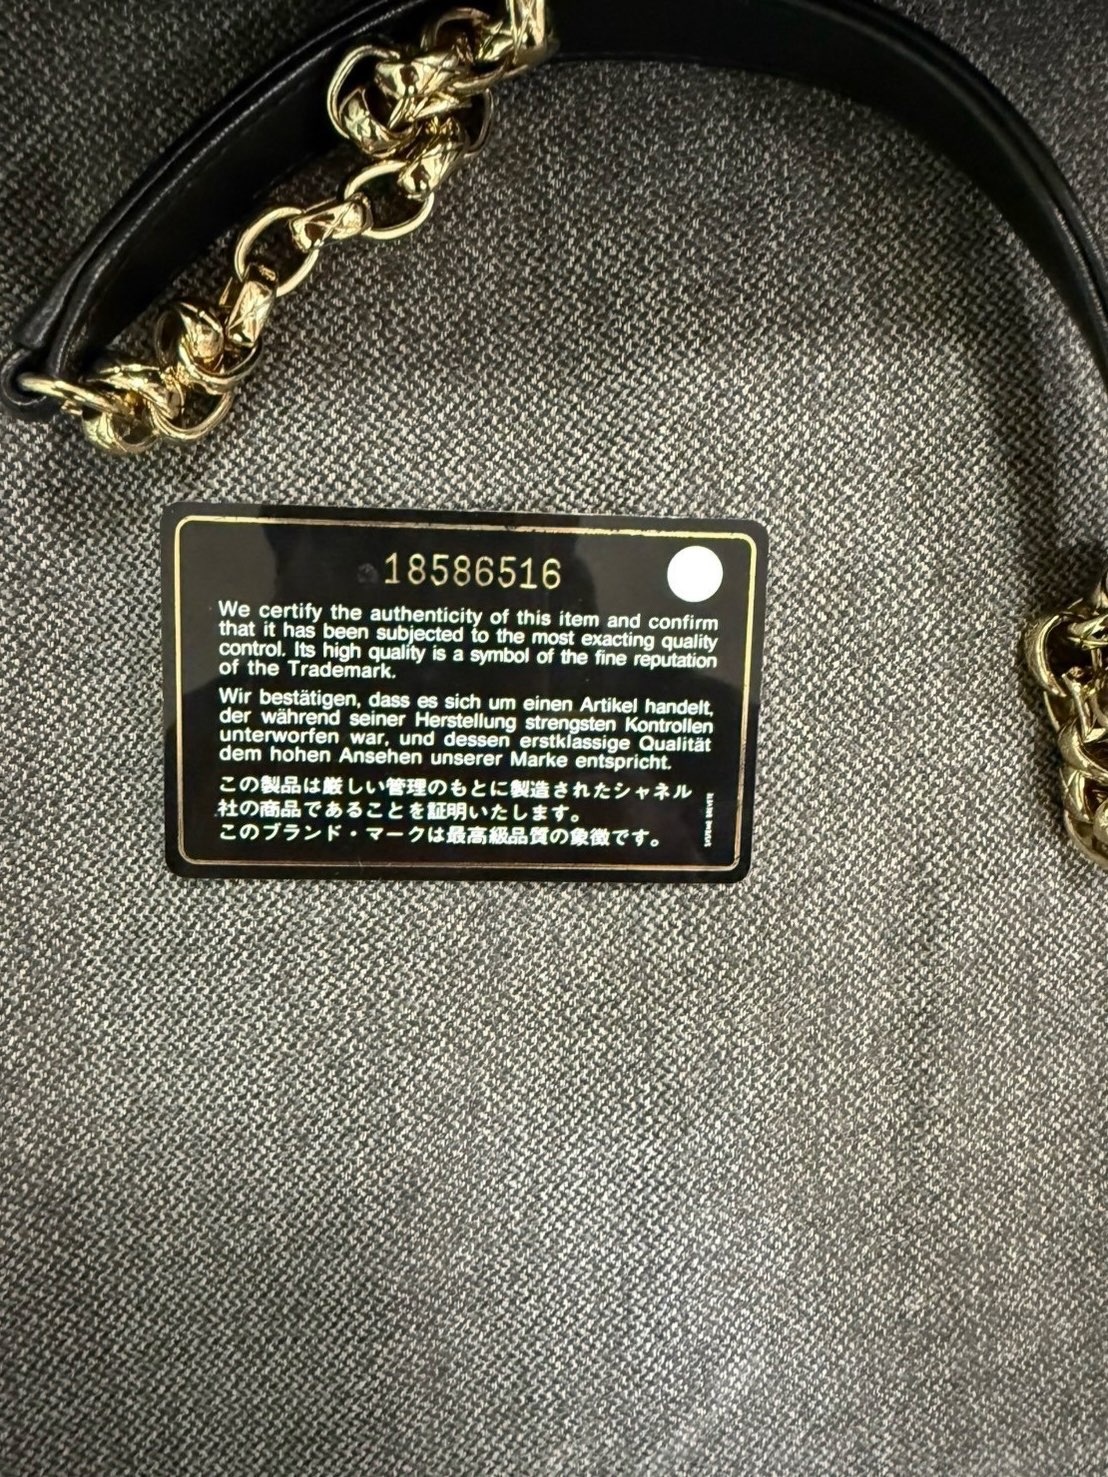 18586516
We certify the authenticity of this item and confirm
that it has been subjected to the most exacting quality
control. Its high quality is a symbol of the fine reputation
of the Trademark.
Wir bestätigen, dass es sich um einen Artikel handelt,
der während seiner Herstellung strengsten Kontrollen
unterworfen war, und dessen erstklassige Qualität
dem hohen Ansehen unserer Marke entspricht.
この製品は厳しい管理のもとに製造されたシャネル
社の商品であることを証明いたします。
このブランド・マークは最高級品質の象徴です。